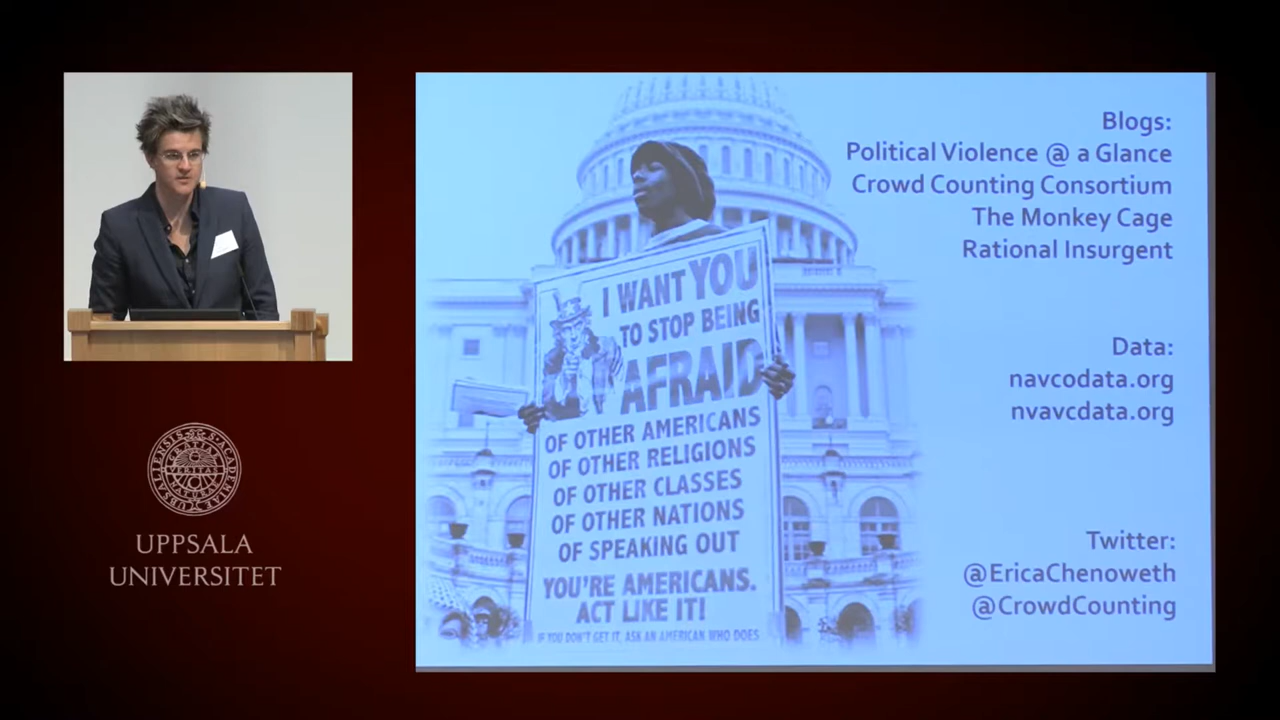 UPPSALA
UNIVERSITET
I WANT YOU
TO STOP BEING
AFRAID
OF OTHER AMERICANS
OF OTHER RELIGIONS
OF OTHER CLASSES
OF OTHER NATIONS
OF SPEAKING OUT
YOU'RE AMERICANS.
ACT LIKE IT!
IF YOU DON'T GET IT, ASK AN AMERICAN WHO DOES
Blogs:
Political Violence @ a Glance
Crowd Counting Consortium
The Monkey Cage
Rational Insurgent
Data:
navcodata.org
nvavcdata.org
Twitter:
@EricaChenoweth
@CrowdCounting